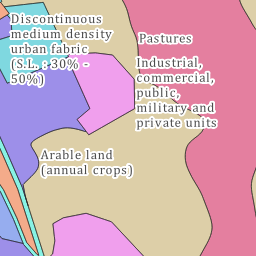 Discontinuous
medium density
urban fabric
(S.L. : 30% -
50%)
Pastures
Industrial,
commercial,
public,
military and
private units
Arable land
(annual crops)